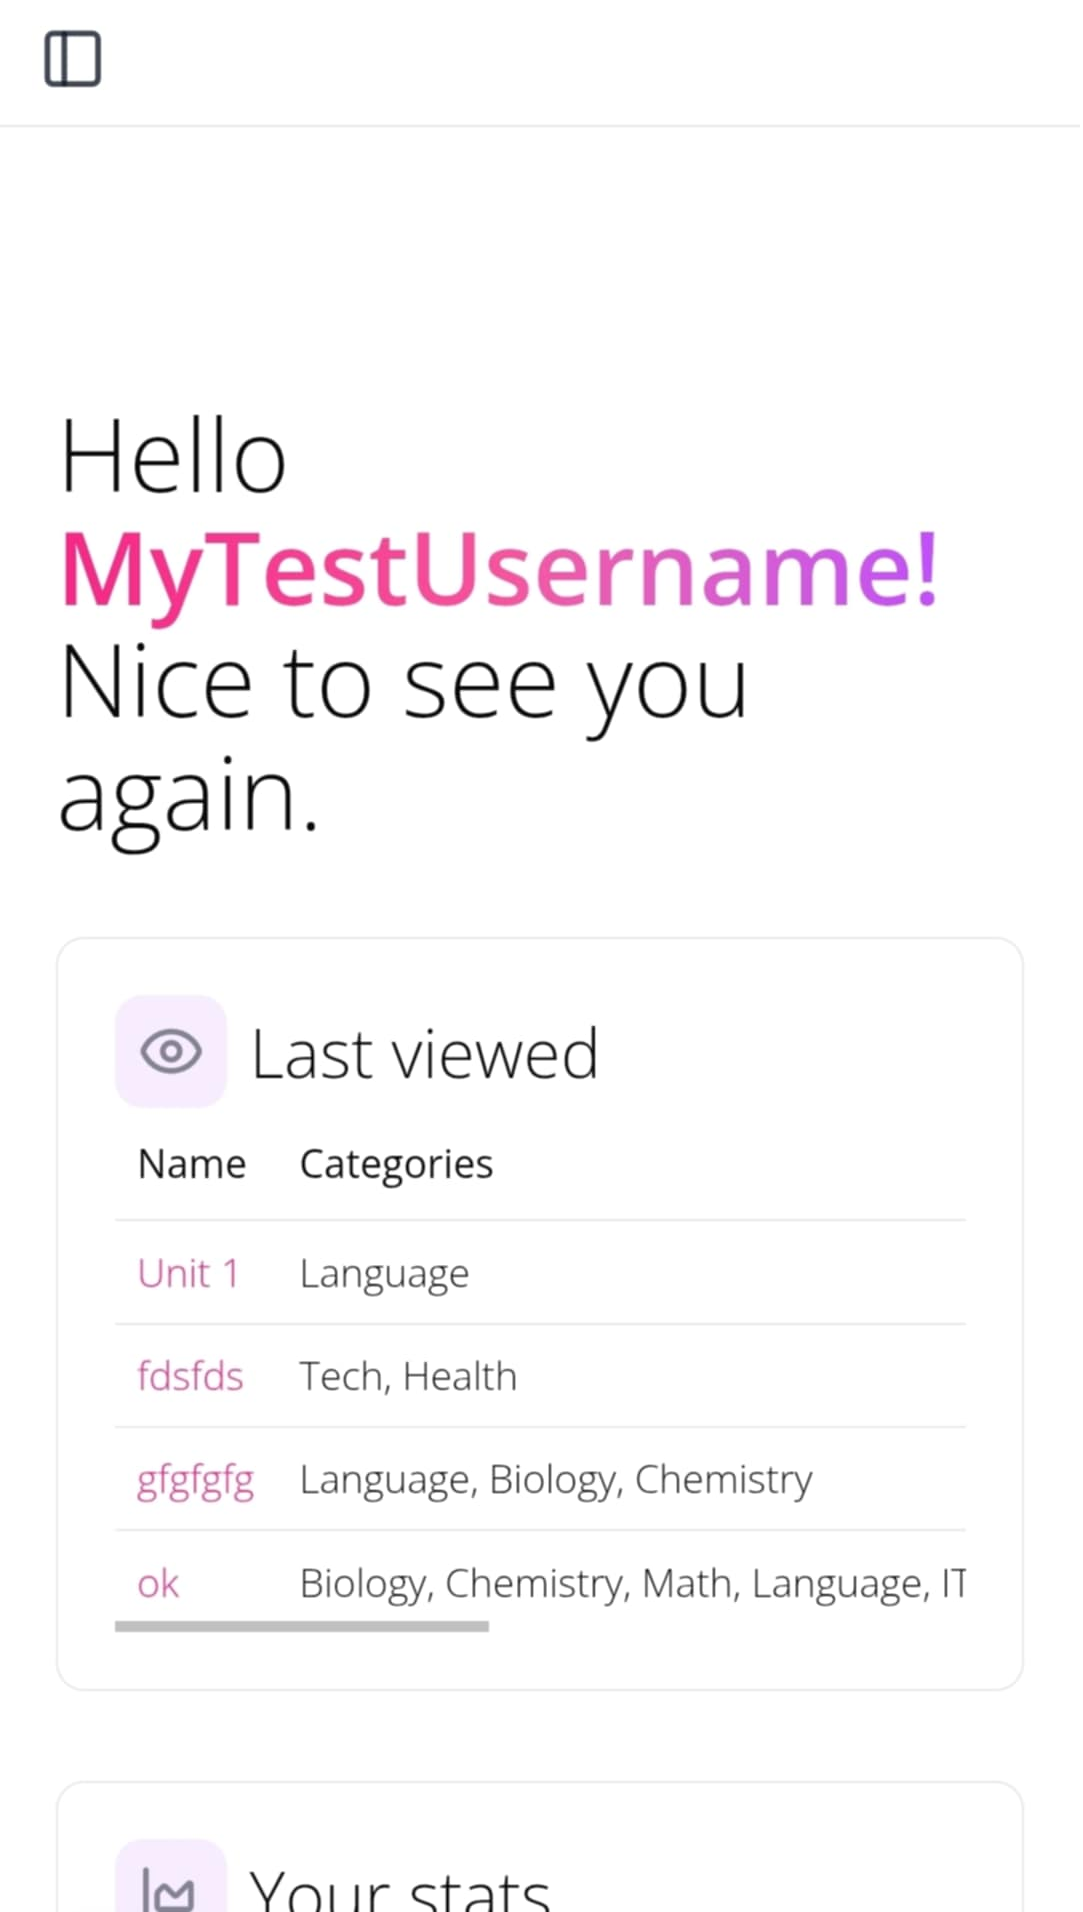 Hello
MyTestUsername!
Nice to see you
again.
Last viewed
Name Categories
Unit 1 Language
fdsfds Tech, Health
gfgfgfg Language, Biology, Chemistry
ok Biology, Chemistry, Math, Language, IT
Your stats